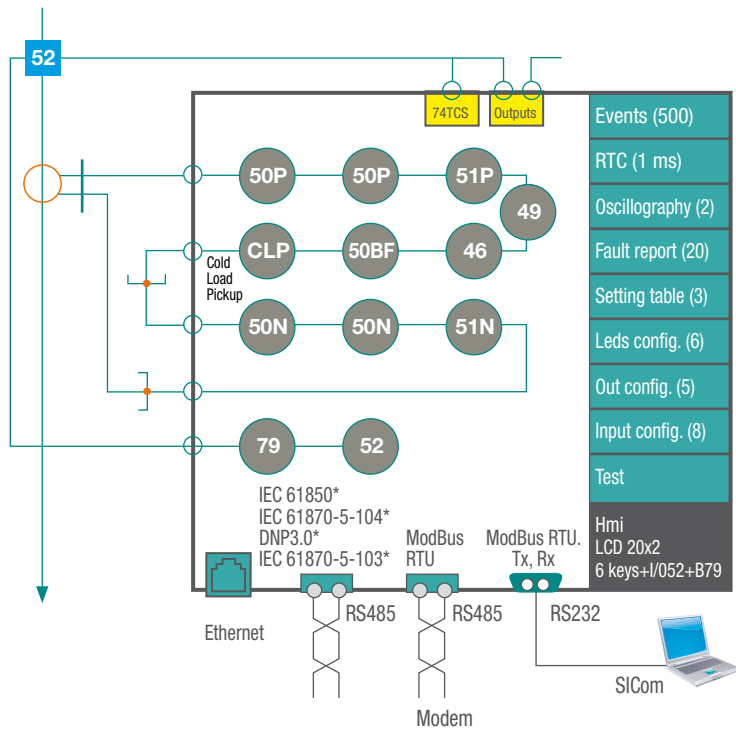 52
74TCS
Outputs
50P
50P
51P
49
CLP
50BF
46
Cold
Load
Pickup
50N
50N
51N
79
52
IEC 61850*
IEC 61870-5-104*
DNP3.0*
IEC 61870-5-103*
ModBus
RTU
ModBus RTU.
Tx, Rx
Ethernet
RS485
RS485
RS232
Modem
SICom
Events (500)
RTC (1 ms)
Oscillography (2)
Fault report (20)
Setting table (3)
Leds config. (6)
Out config. (5)
Input config. (8)
Test
Hmi
LCD 20x2
6 keys+I/052+B79